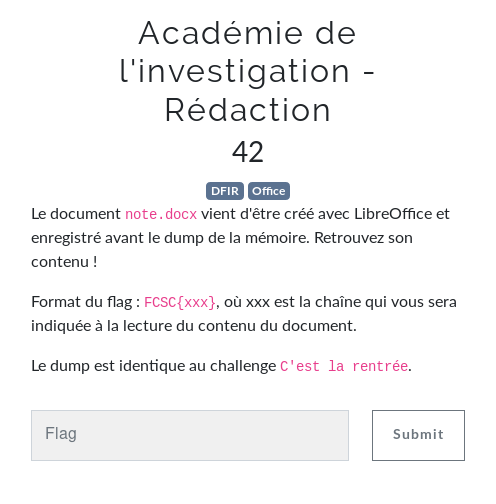 Académie de
l'investigation -
Rédaction
42
DFIR Office
Le document note.docx vient d'être créé avec LibreOffice et
enregistré avant le dump de la mémoire. Retrouvez son
contenu !
Format du flag : FCSC{xxx}, où xxx est la chaîne qui vous sera
indiquée à la lecture du contenu du document.
Le dump est identique au challenge C'est la rentrée.
Flag Submit